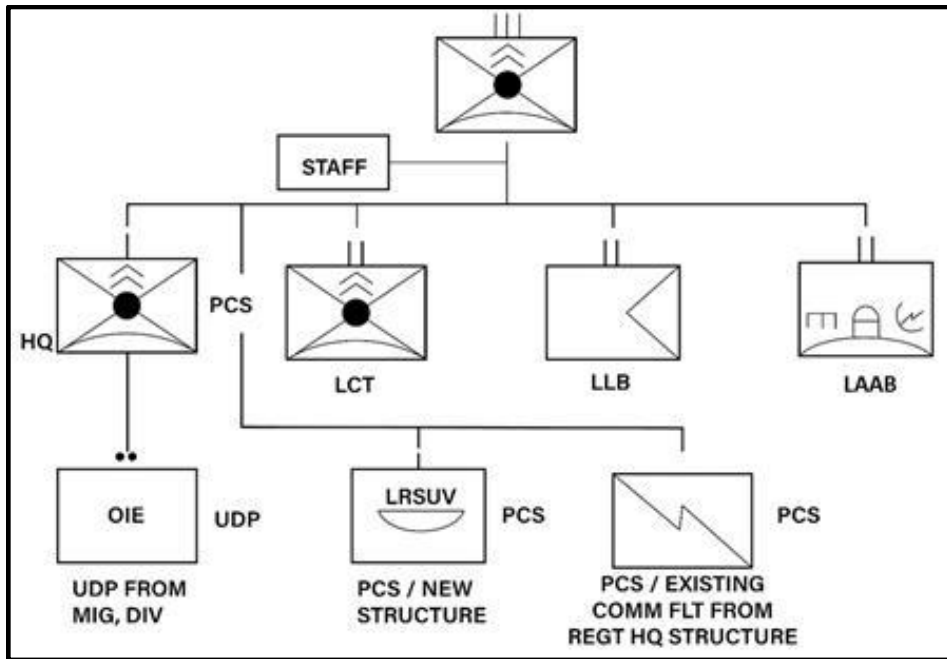 STAFF
HQ
PCS
LCT
LLB
LAAB
OIE
UDP
UDP FROM
MIG, DIV
LRSUV
PCS
PCS / NEW
STRUCTURE
PCS
PCS / EXISTING
COMM FLT FROM
REGT HQ STRUCTURE